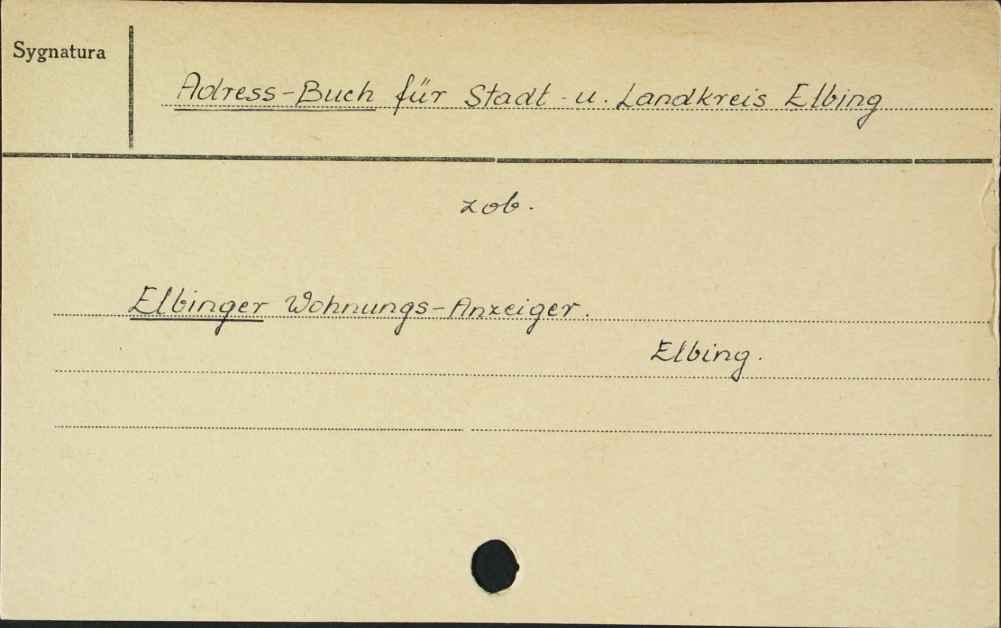 Sygnatura
Adress-Buch für Stadt- u. Landkreis Elbing
zob.
Elbinger Wohnungs-Anzeiger.
Elbing.